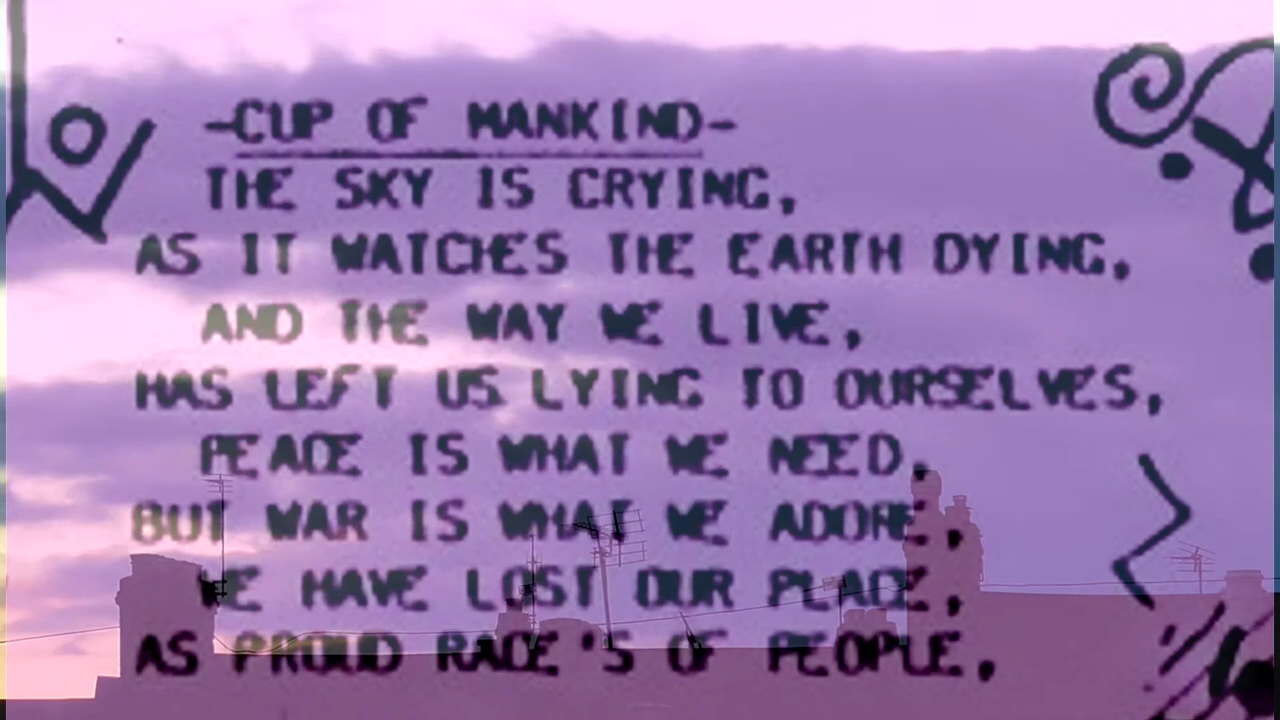 -CUP OF MANKIND-
THE SKY IS CRYING,
AS IT WATCHES THE EARTH DYING,
AND THE WAY WE LIVE,
HAS LEFT US LYING TO OURSELVES,
PEACE IS WHAT WE NEED,
BUT WAR IS WHAT WE ADORE,
WE HAVE LOST OUR PLACE,
AS PROUD RACE'S OF PEOPLE,